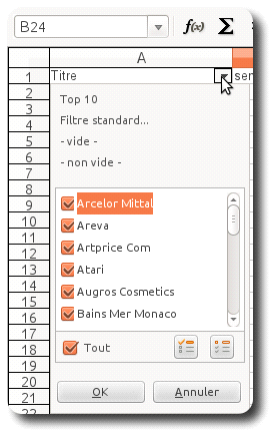 B24
f(x) Σ
A
1 Titre ser
2
3 Top 10
4 Filtre standard...
5 - vide -
6 - non vide -
7
8
9 Arcelor Mittal
10 Areva
11 Artprice Com
12
13 Atari
14 Augros Cosmetics
15
16 Bains Mer Monaco
17
18 Tout
19
20 OK Annuler
21
22